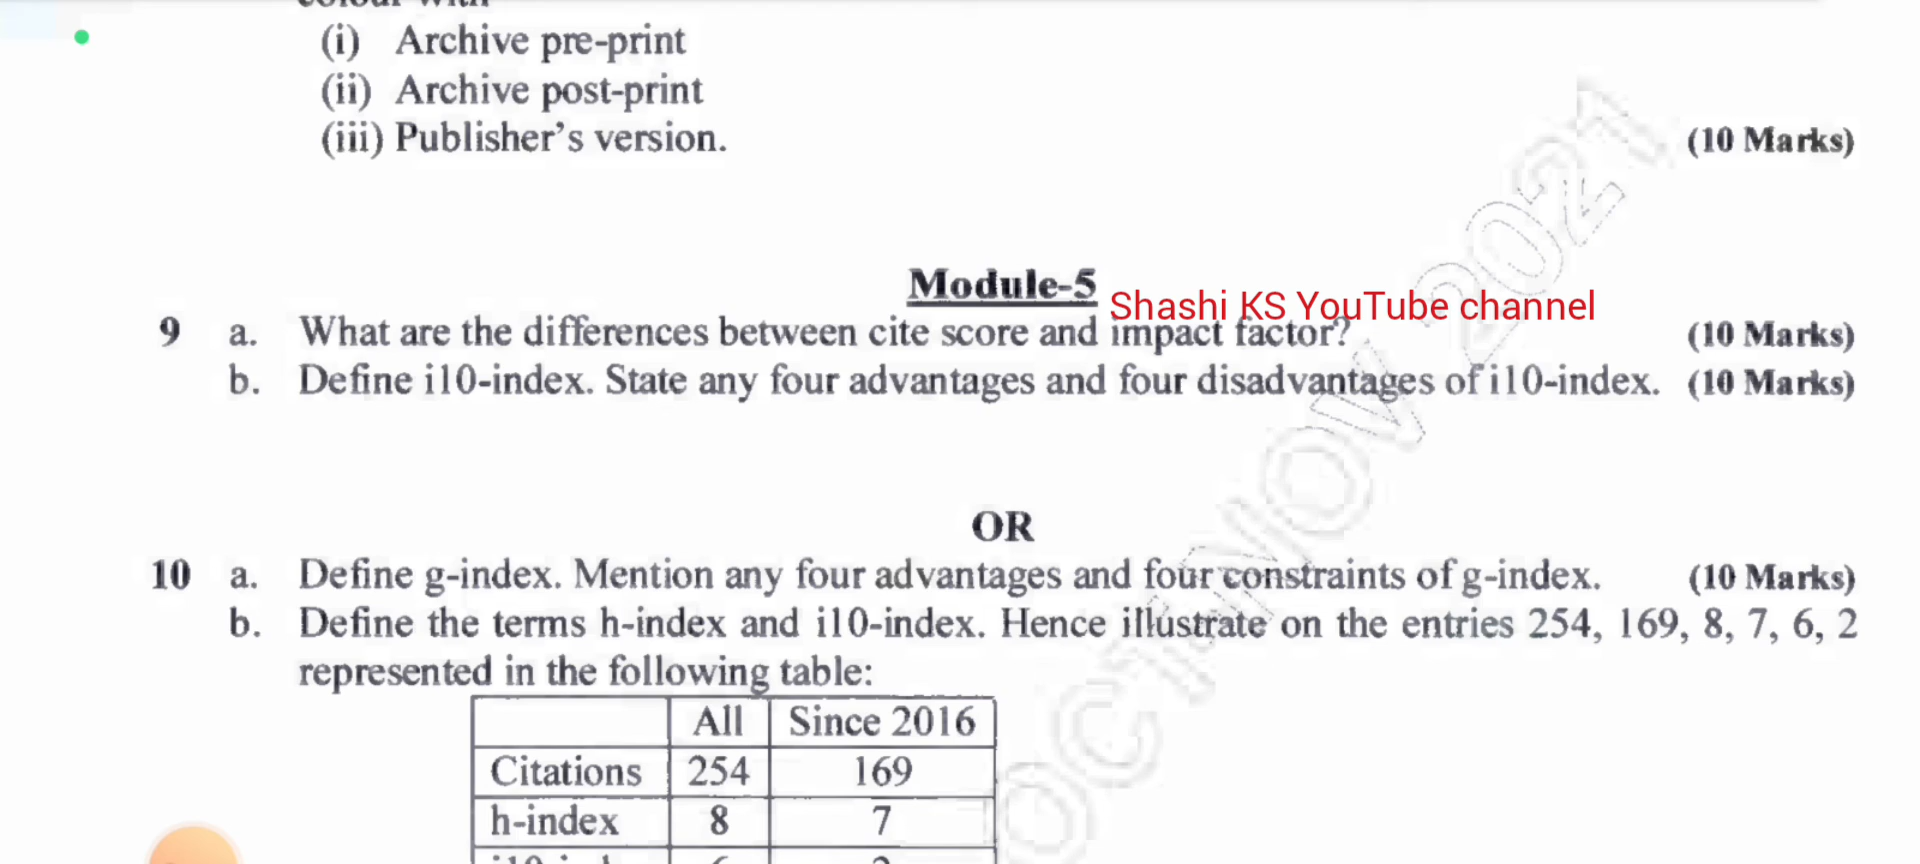 (i) Archive pre-print
(ii) Archive post-print
(iii) Publisher's version. (10 Marks)
Module-5
Shashi KS YouTube channel
9 a. What are the differences between cite score and impact factor? (10 Marks)
b. Define i10-index. State any four advantages and four disadvantages of i10-index. (10 Marks)
OR
10 a. Define g-index. Mention any four advantages and four constraints of g-index. (10 Marks)
b. Define the terms h-index and i10-index. Hence illustrate on the entries 254, 169, 8, 7, 6, 2
represented in the following table:
All Since 2016
Citations 254 169
h-index 8 7
OCT-NOV 2021